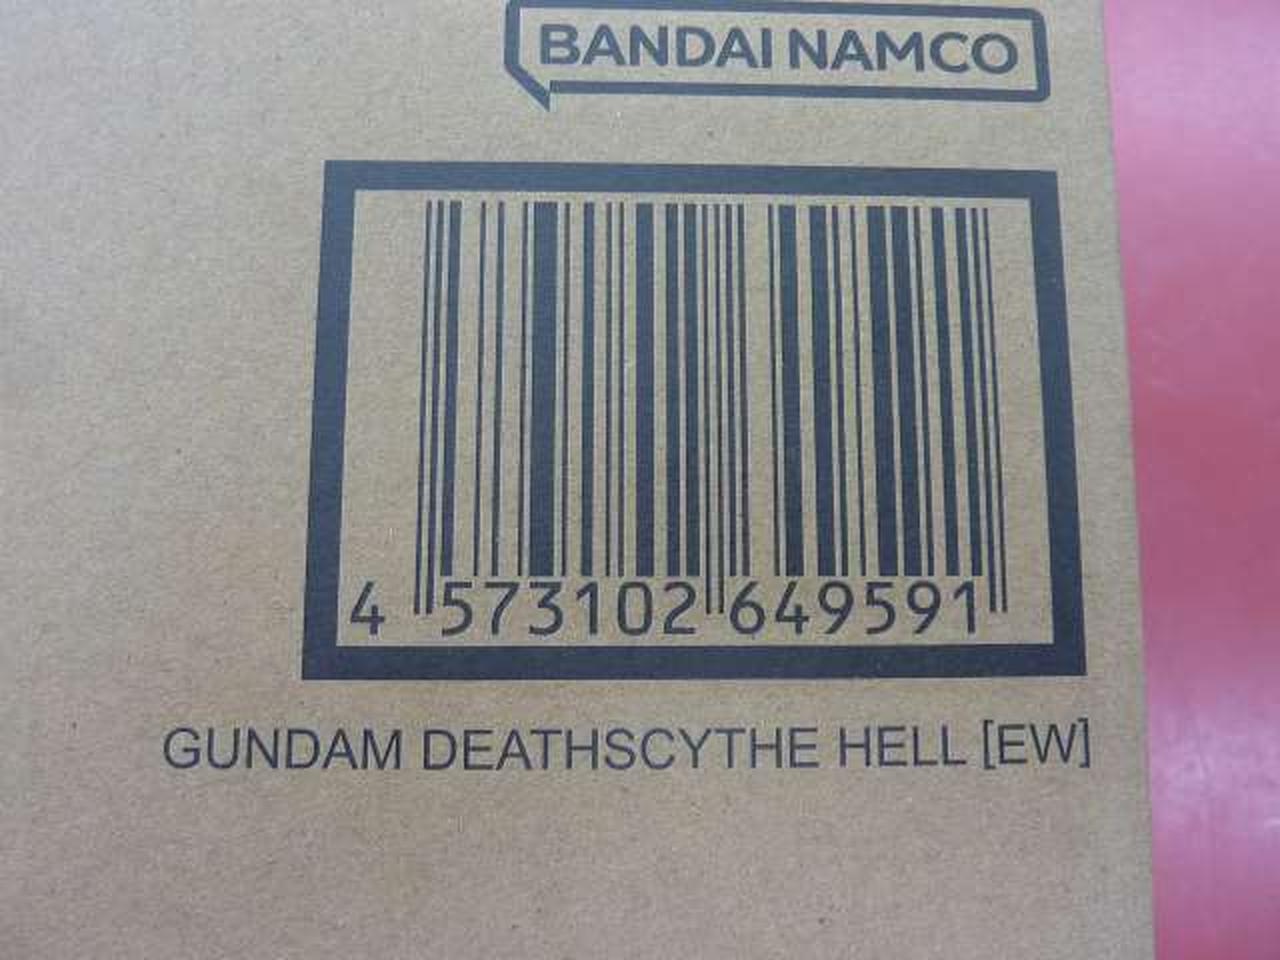 BANDAI NAMCO
4 573102 649591
GUNDAM DEATHSCYTHE HELL [EW]